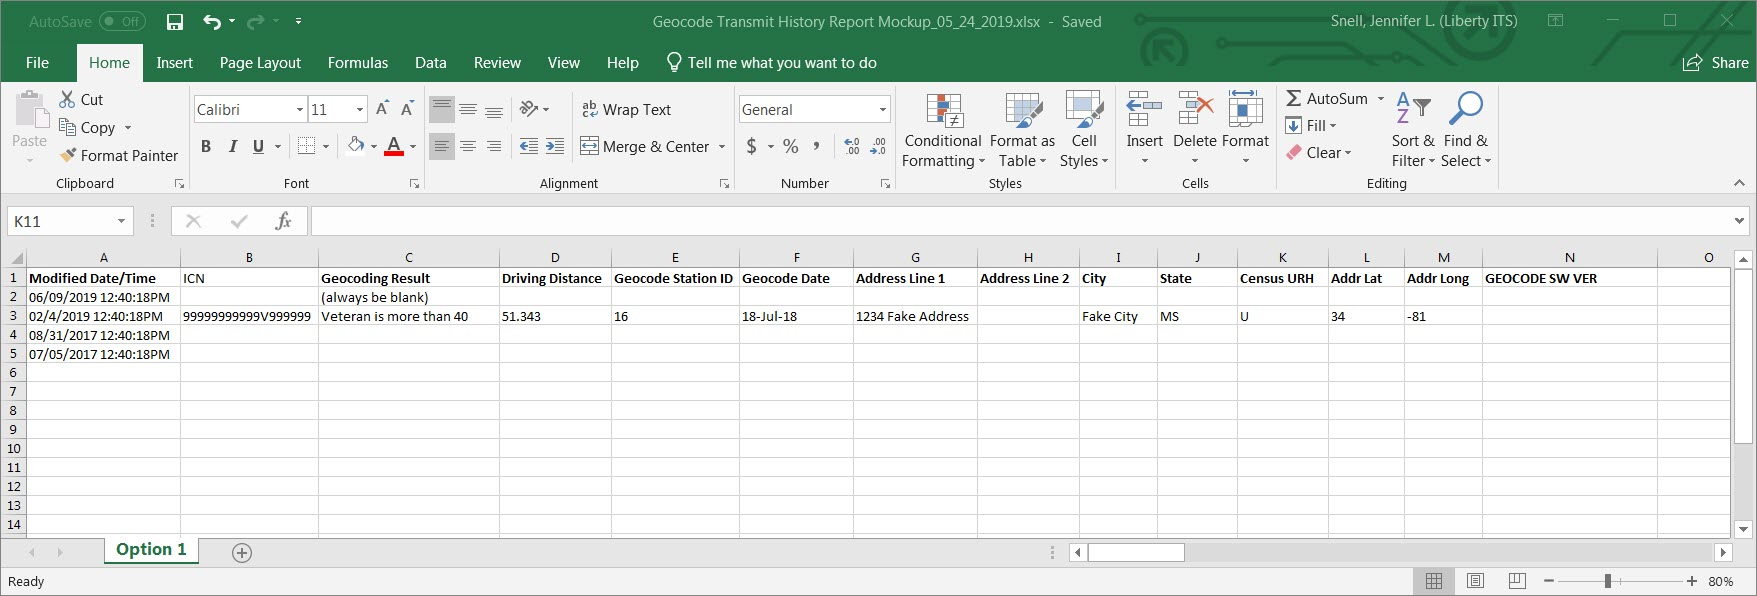 AutoSave Off Geocode Transmit History Report Mockup_05_24_2019.xlsx - Saved Snell, Jennifer L. (Liberty ITS)
File Home Insert Page Layout Formulas Data Review View Help Tell me what you want to do Share
Paste Cut Copy Format Painter
Clipboard
Calibri 11 A A
B I U A
Font
ab Wrap Text
Merge & Center
Alignment
General
$ % , .0 .00 .00 .0
Number
Conditional Formatting Format as Table Cell Styles
Styles
Insert Delete Format
Cells
Σ AutoSum Fill Clear
A Z Sort & Filter Find & Select
Editing
K11 fx
A B C D E F G H I J K L M N O
1 Modified Date/Time ICN Geocoding Result Driving Distance Geocode Station ID Geocode Date Address Line 1 Address Line 2 City State Census URH Addr Lat Addr Long GEOCODE SW VER
2 06/09/2019 12:40:18PM (always be blank)
3 02/4/2019 12:40:18PM 99999999999V999999 Veteran is more than 40 51.343 16 18-Jul-18 1234 Fake Address Fake City MS U 34 -81
4 08/31/2017 12:40:18PM
5 07/05/2017 12:40:18PM
6
7
8
9
10
11
12
13
14
Option 1
Ready 80%